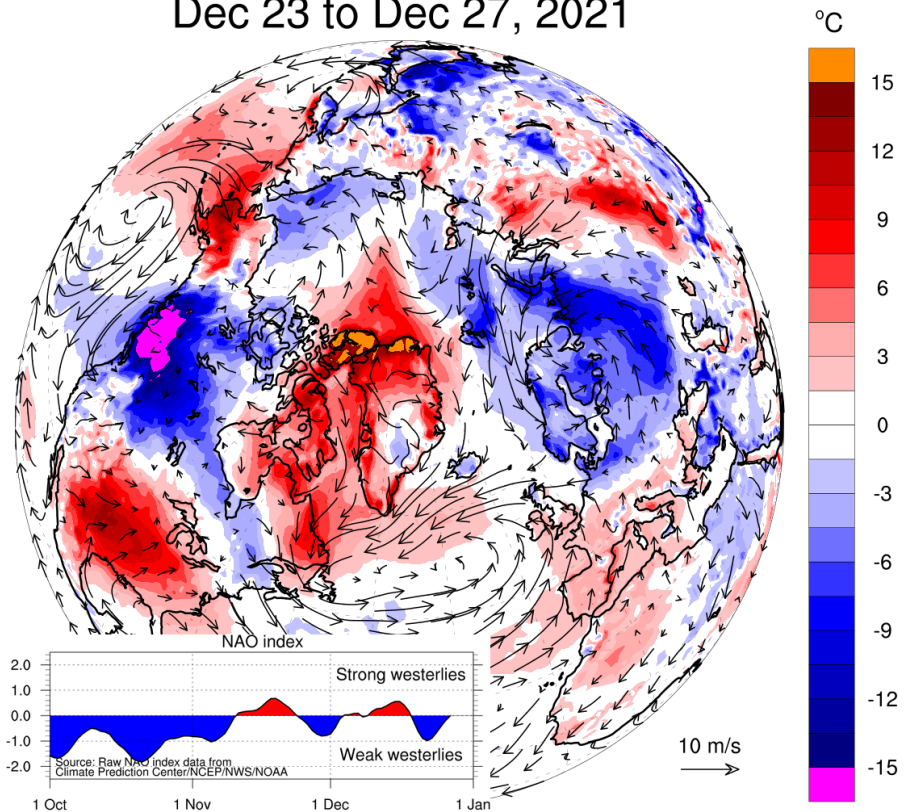 Dec 23 to Dec 27, 2021
°C
15
12
9
6
3
0
-3
-6
-9
-12
-15
10 m/s
NAO index
2.0
1.0
0.0
-1.0
-2.0
Strong westerlies
Weak westerlies
Source: Raw NAO index data from
Climate Prediction Center/NCEP/NWS/NOAA
1 Oct
1 Nov
1 Dec
1 Jan